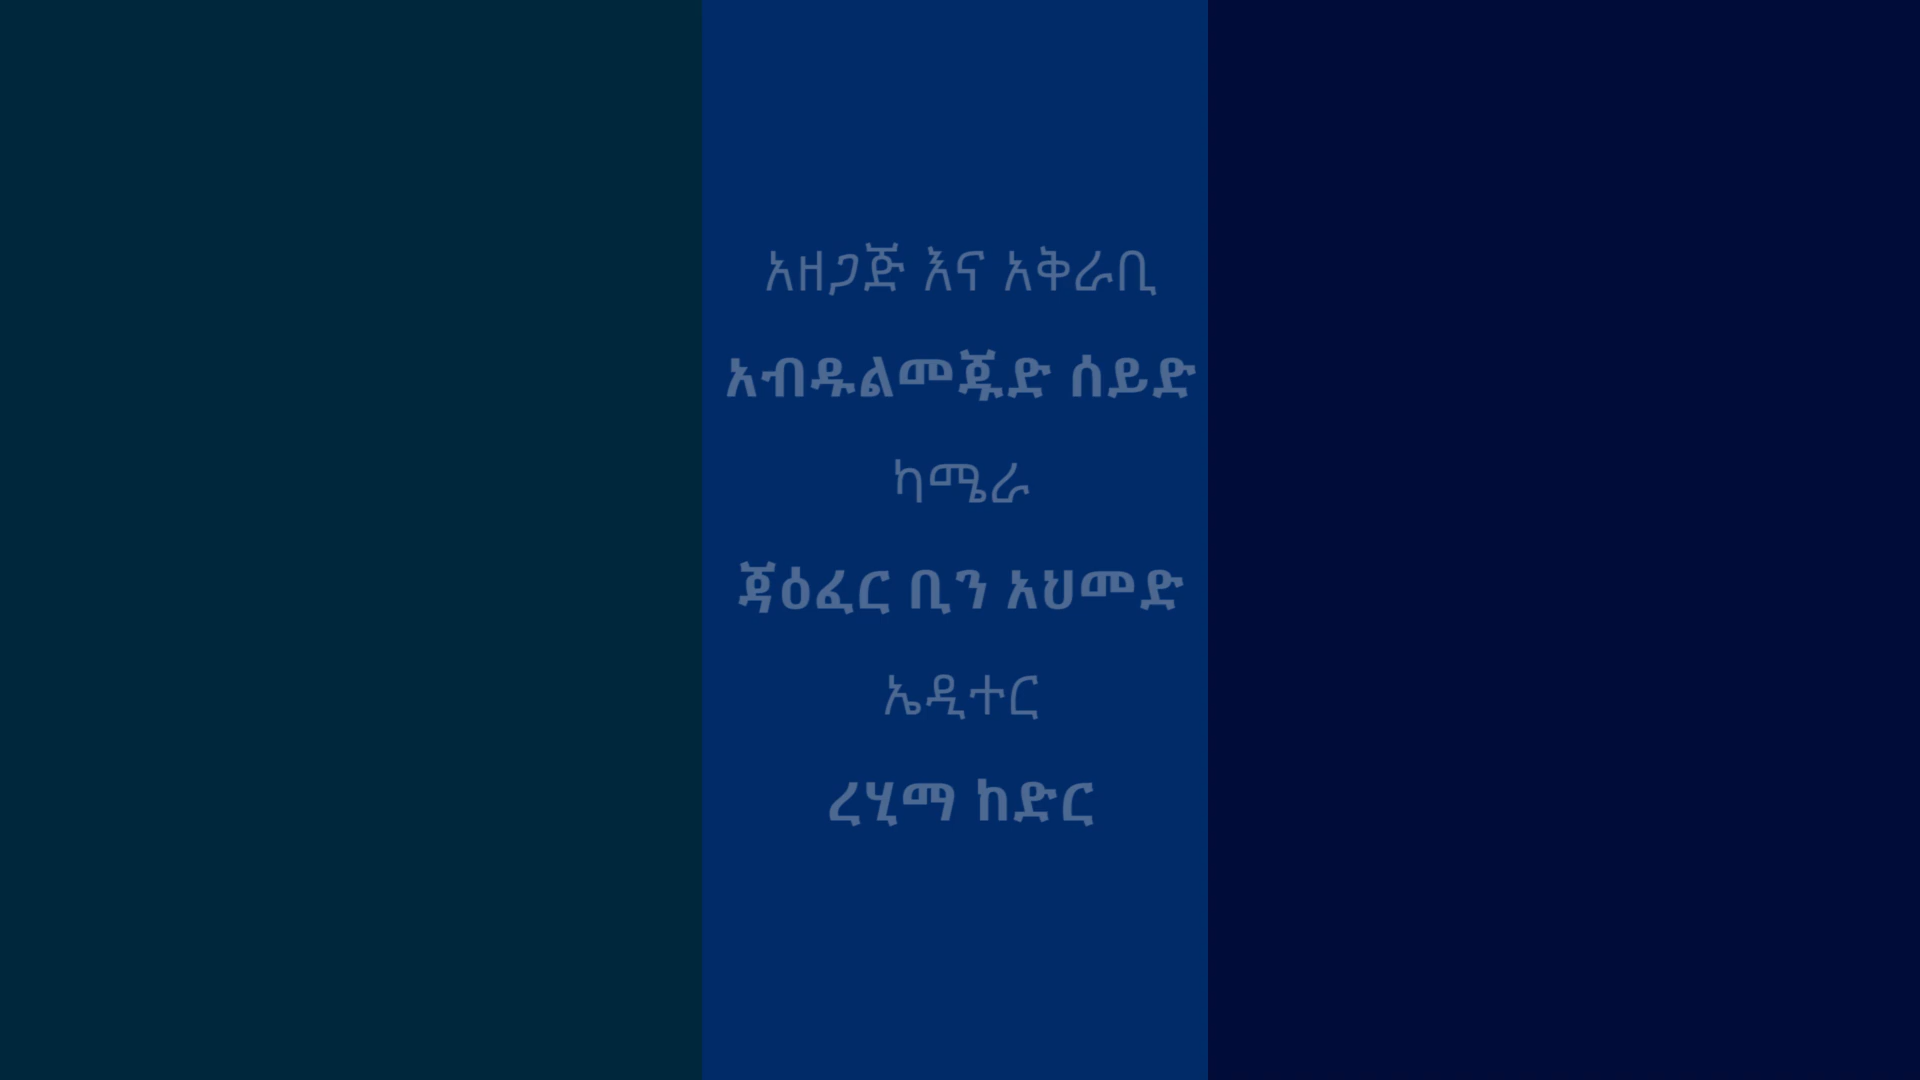 አዘጋጅ እና አቅራቢ
አብዱልመጂድ ሰይድ
ካሜራ
ጃዕፈር ቢን አህመድ
ኤዲተር
ረሂማ ከድር